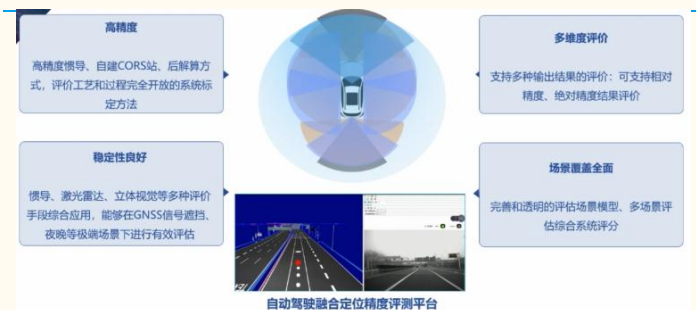 高精度
高精度惯导、自建CORS站、后解算方
式，评价工艺和过程完全开放的系统标
定方法
稳定性良好
惯导、激光雷达、立体视觉等多种评价
手段综合应用，能够在GNSS信号遮挡、
夜晚等极端场景下进行有效评估
多维度评价
支持多种输出结果的评价：可支持相对
精度、绝对精度结果评价
场景覆盖全面
完善和透明的评估场景模型、多场景评
估综合系统评分
自动驾驶融合定位精度评测平台